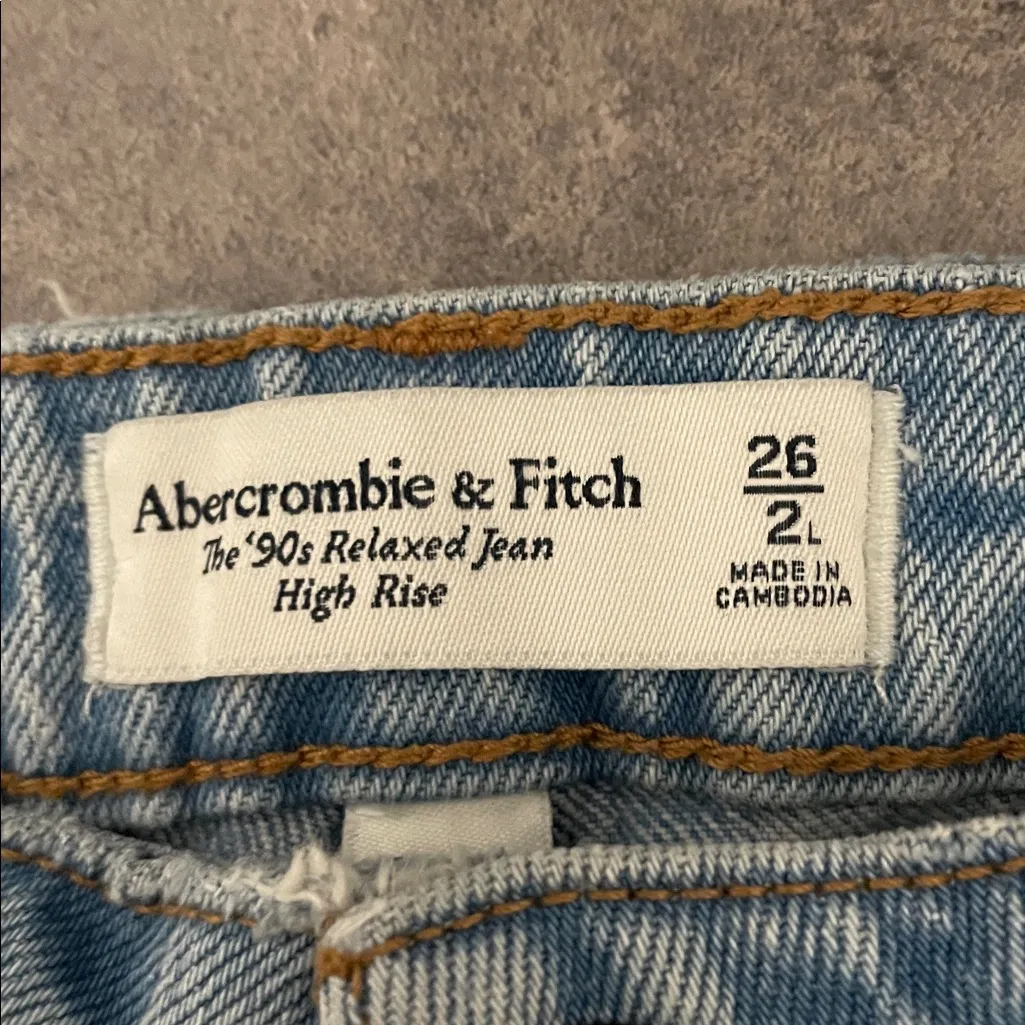 Abercrombie & Fitch
The '90s Relaxed Jean
High Rise
26
2L
MADE IN
CAMBODIA